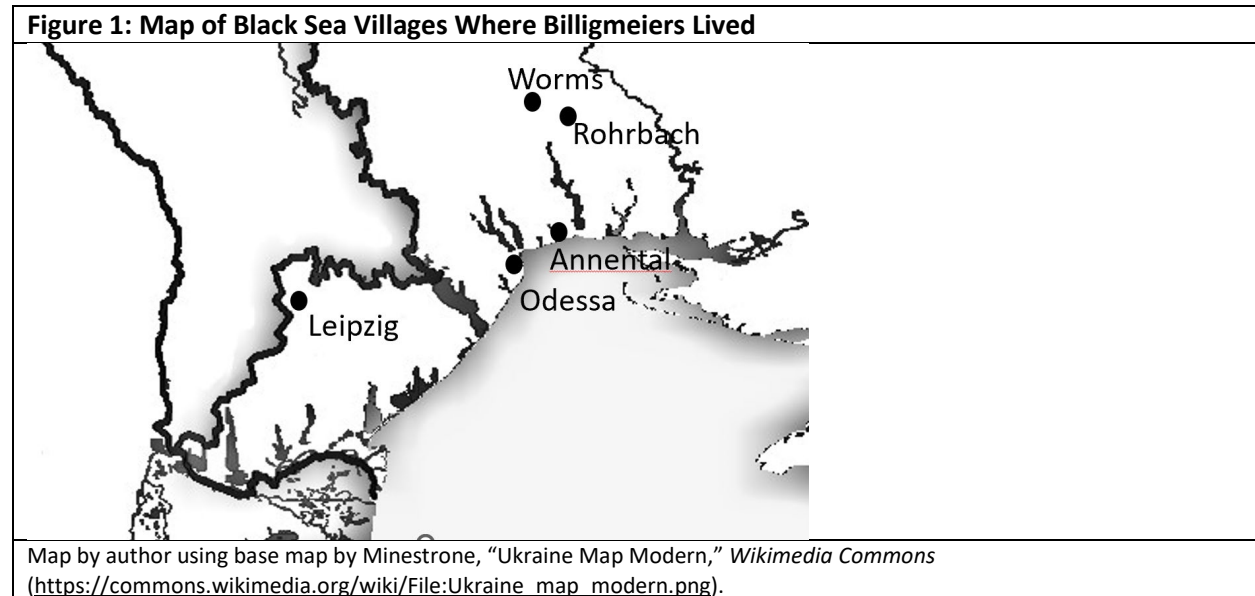 Figure 1: Map of Black Sea Villages Where Billigmeiers Lived
Worms
Rohrbach
Annental
Odessa
Leipzig
Map by author using base map by Minestrone, “Ukraine Map Modern,” Wikimedia Commons
(https://commons.wikimedia.org/wiki/File:Ukraine_map_modern.png).